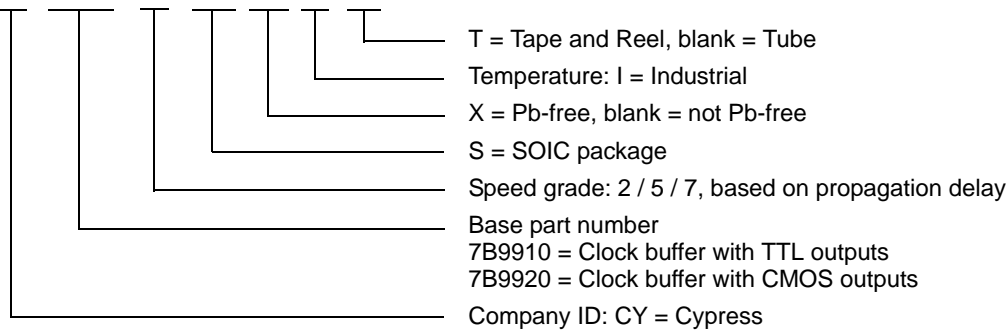 T = Tape and Reel, blank = Tube
Temperature: I = Industrial
X = Pb-free, blank = not Pb-free
S = SOIC package
Speed grade: 2 / 5 / 7, based on propagation delay
Base part number
7B9910 = Clock buffer with TTL outputs
7B9920 = Clock buffer with CMOS outputs
Company ID: CY = Cypress